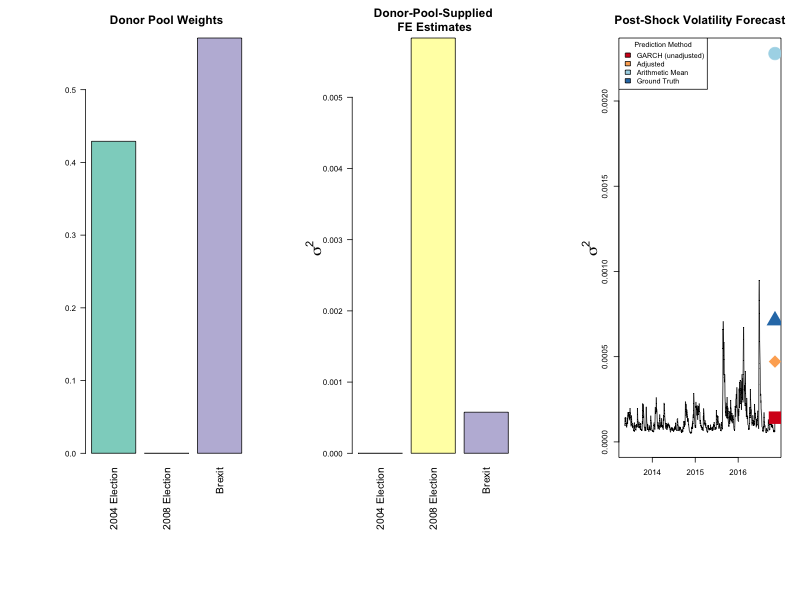 Donor Pool Weights
0.5
0.4
0.3
0.2
0.1
0.0
2004 Election
2008 Election
Brexit
Donor-Pool-Supplied
FE Estimates
σ2
0.005
0.004
0.003
0.002
0.001
0.000
2004 Election
2008 Election
Brexit
Post-Shock Volatility Forecast
Prediction Method
GARCH (unadjusted)
Adjusted
Arithmetic Mean
Ground Truth
σ2
0.0020
0.0015
0.0010
0.0005
0.0000
2014
2015
2016